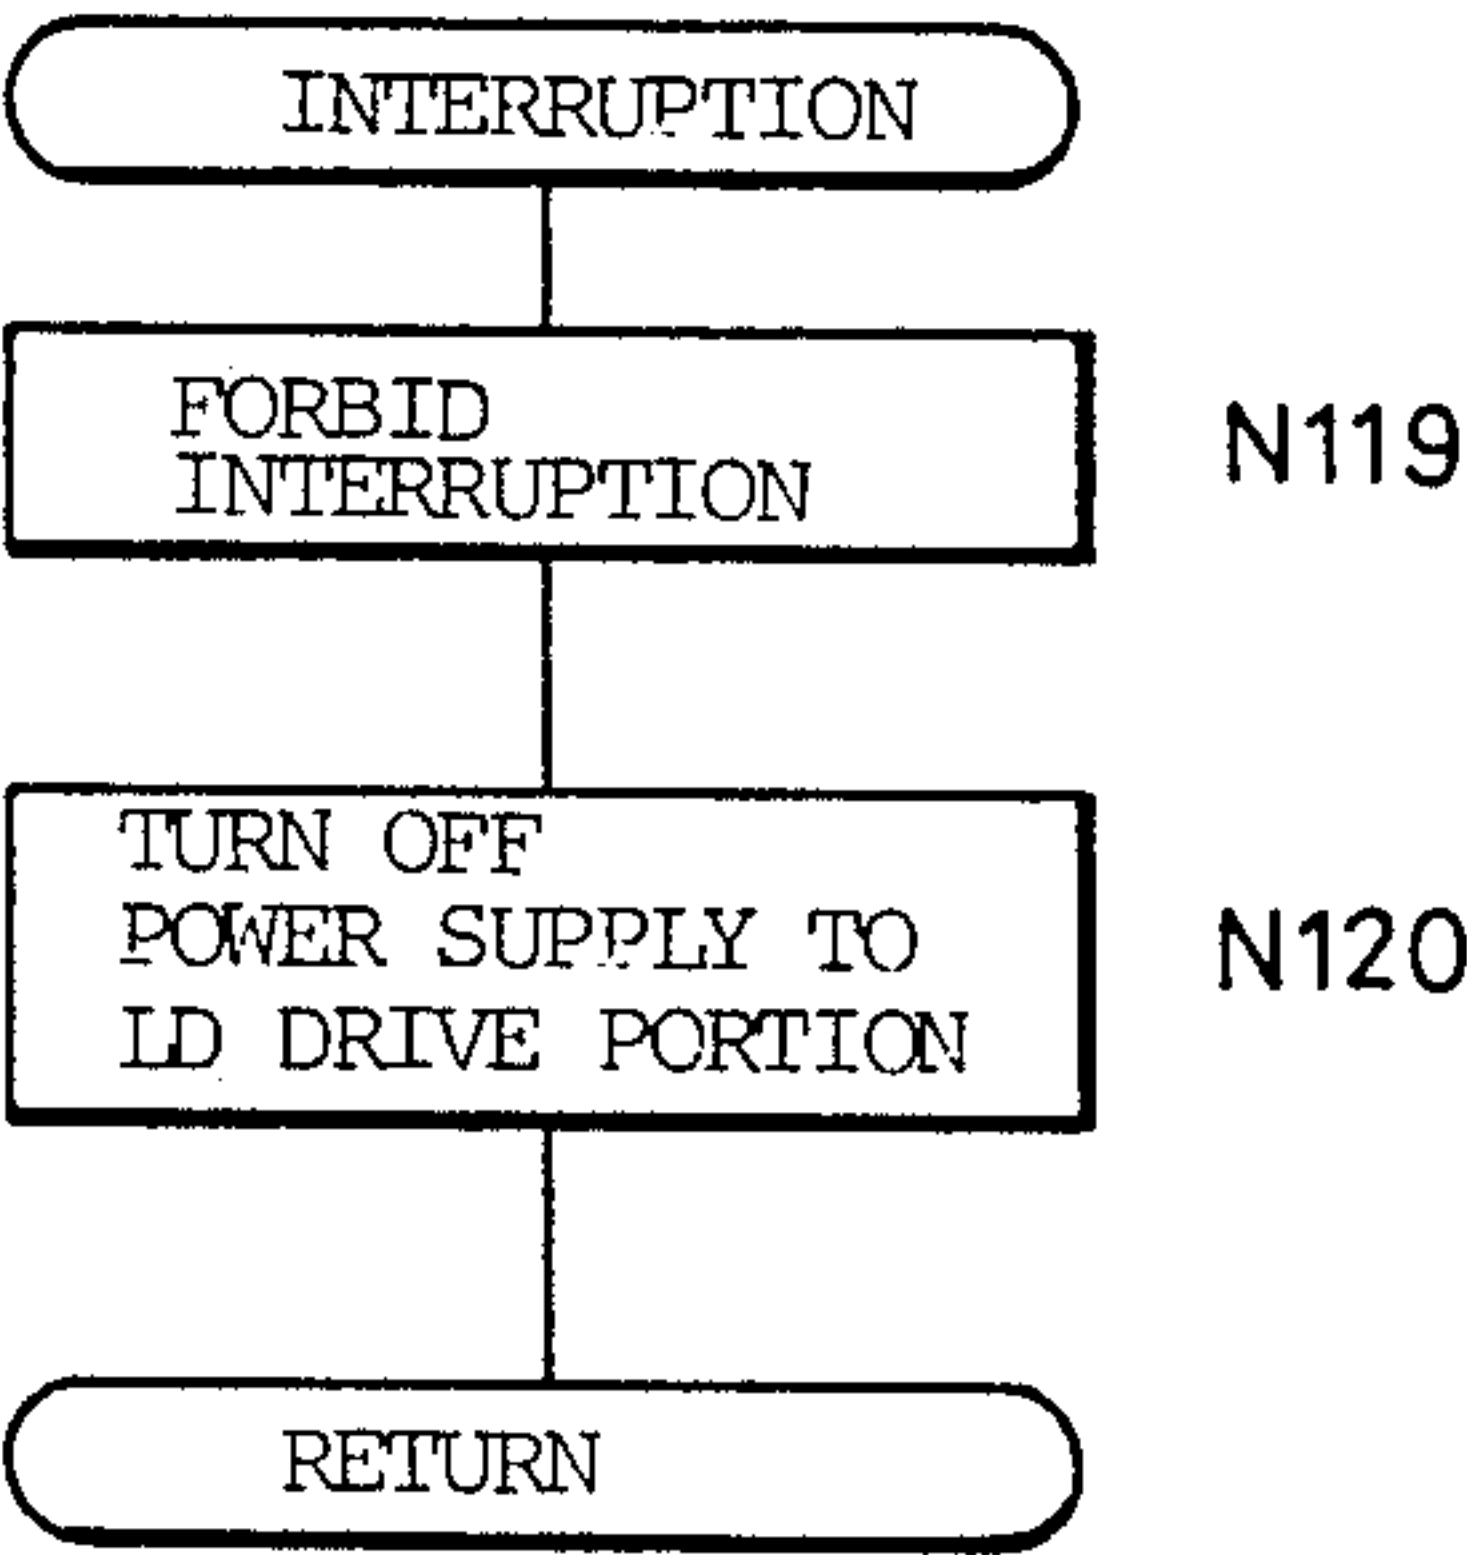 INTERRUPTION
FORBID
INTERRUPTION
N119
TURN OFF
POWER SUPPLY TO
LD DRIVE PORTION
N120
RETURN